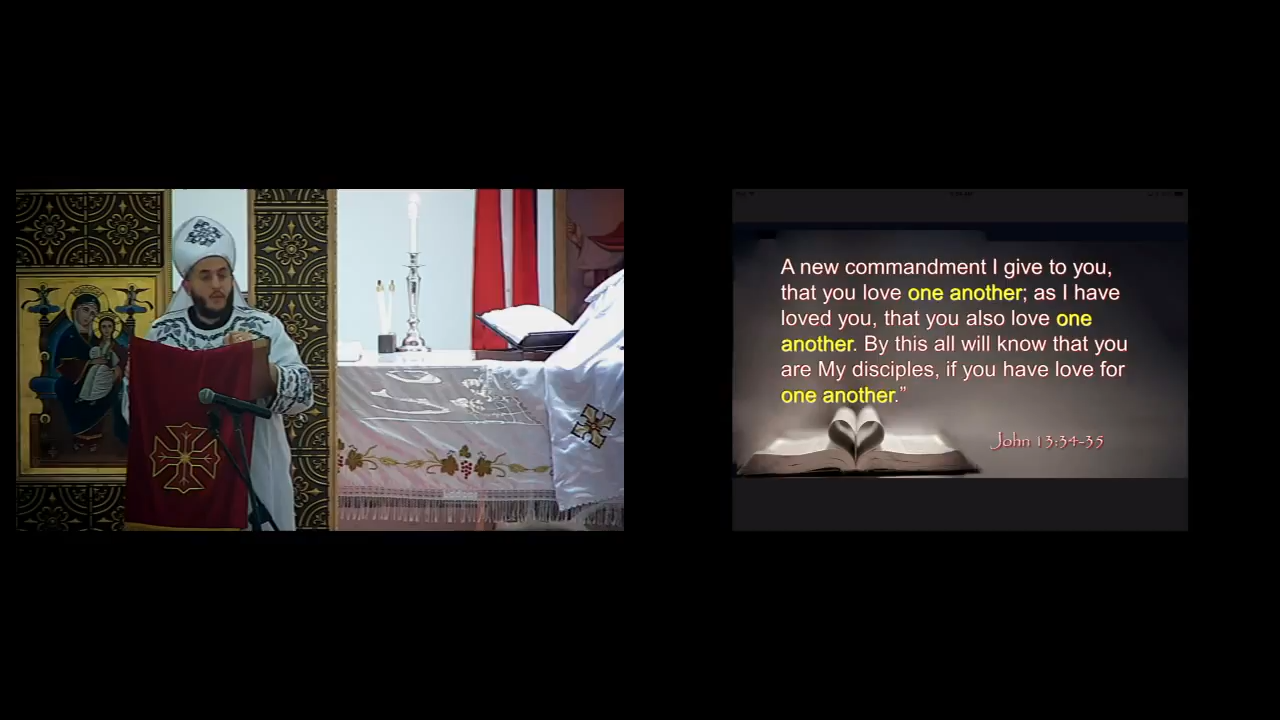 A new commandment I give to you,
that you love one another; as I have
loved you, that you also love one
another. By this all will know that you
are My disciples, if you have love for
one another.”
John 13:34-35